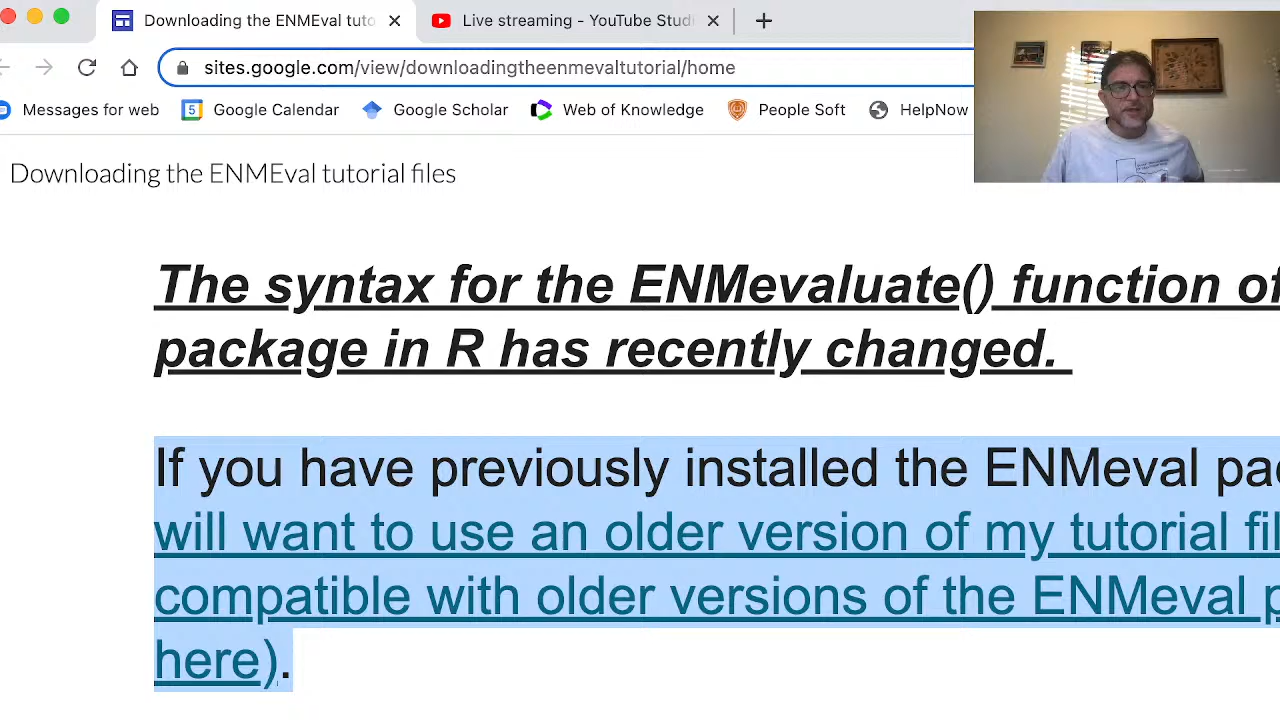 Downloading the ENMEval tuto
Live streaming - YouTube Studi
sites.google.com/view/downloadingtheenmevaltutorial/home
Messages for web
5
Google Calendar
Google Scholar
Web of Knowledge
People Soft
HelpNow
Downloading the ENMEval tutorial files
The syntax for the ENMevaluate() function of
package in R has recently changed.
If you have previously installed the ENMeval pac
will want to use an older version of my tutorial fil
compatible with older versions of the ENMeval p
here).